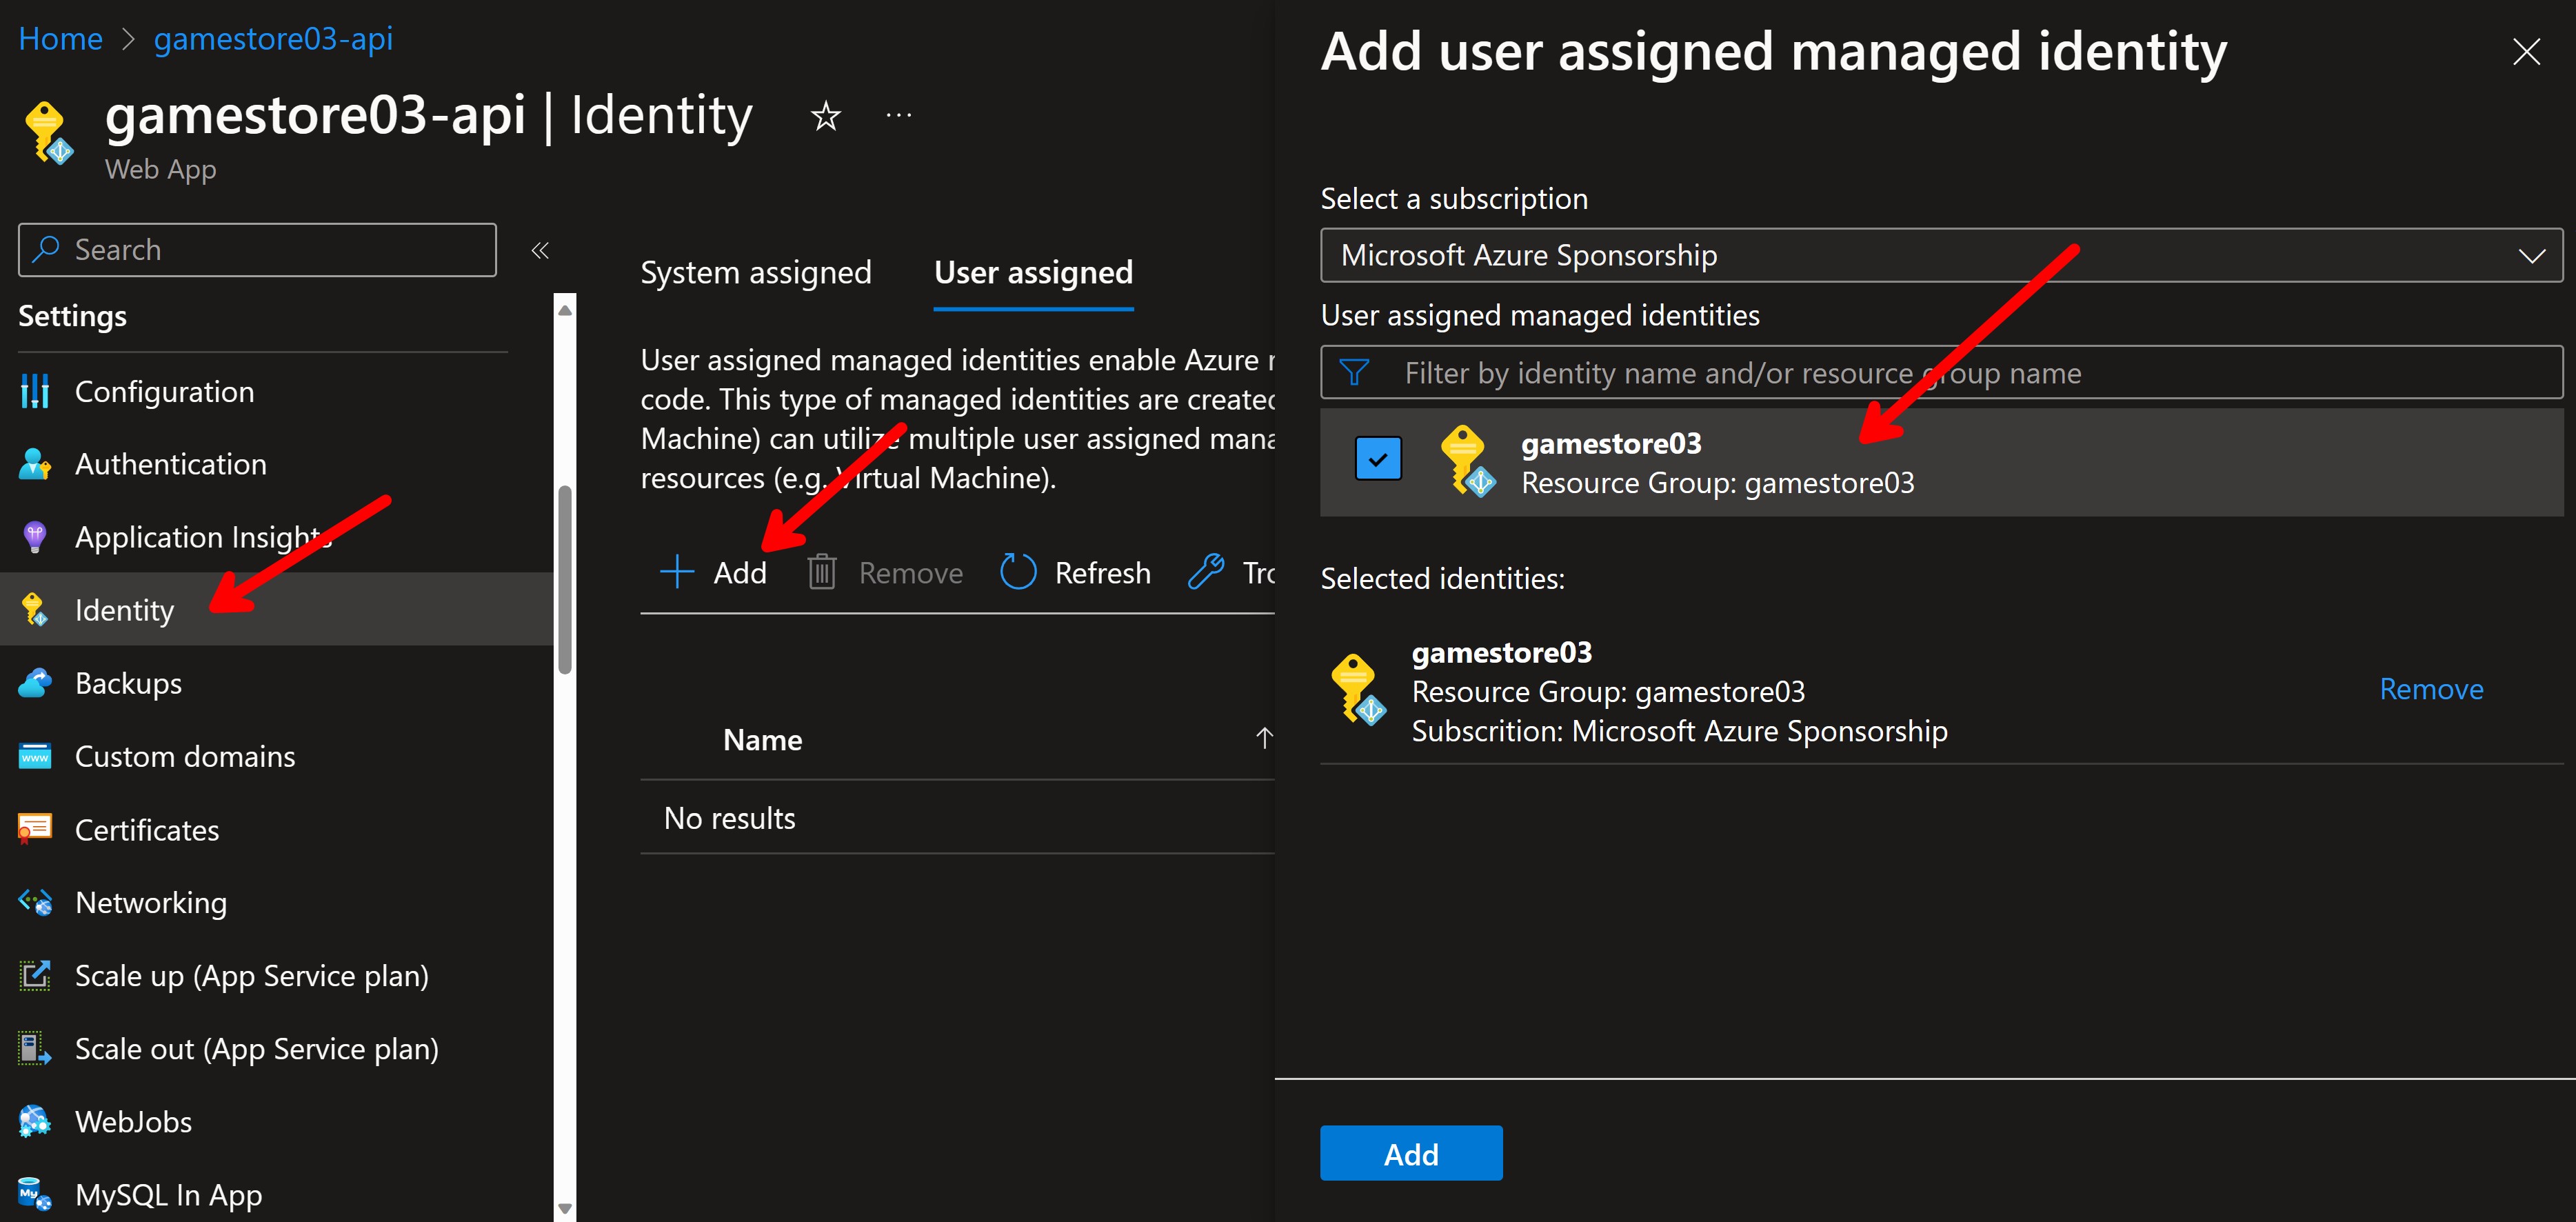 Home > gamestore03-api
gamestore03-api | Identity
Web App
Search
Settings
Configuration
Authentication
Application Insights
Identity
Backups
Custom domains
Certificates
Networking
Scale up (App Service plan)
Scale out (App Service plan)
WebJobs
MySQL In App
System assigned User assigned
User assigned managed identities enable Azure
code. This type of managed identities are created
Machine) can utilize multiple user assigned mana
resources (e.g. Virtual Machine).
Add Remove Refresh Tro
Name
No results
Add user assigned managed identity
Select a subscription
Microsoft Azure Sponsorship
User assigned managed identities
Filter by identity name and/or resource group name
gamestore03
Resource Group: gamestore03
Selected identities:
gamestore03
Resource Group: gamestore03
Subscrition: Microsoft Azure Sponsorship
Remove
Add